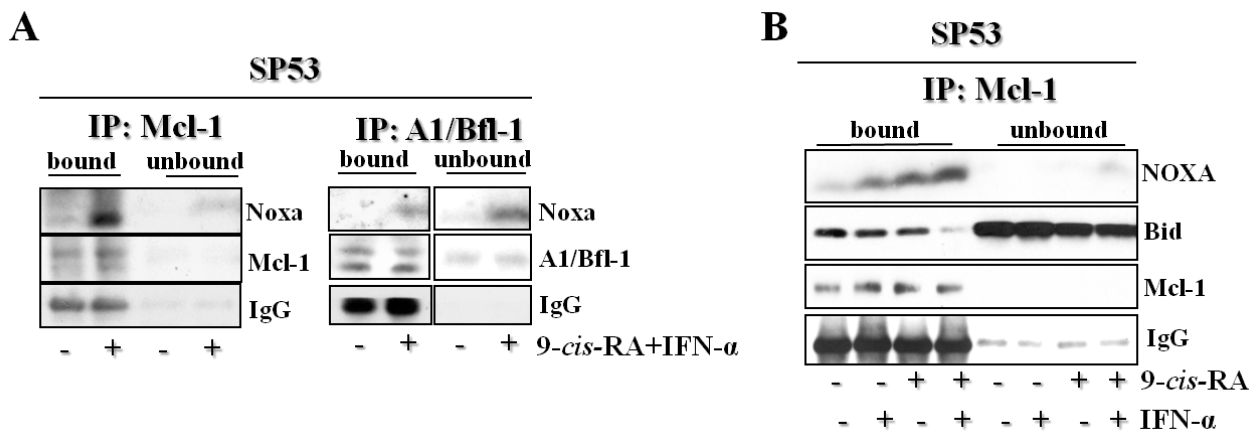 A
SP53
IP: Mcl-1
IP: A1/Bfl-1
bound
unbound
bound
unbound
Noxa
Noxa
Mcl-1
A1/Bfl-1
IgG
IgG
- + - +
- + - + 9-cis-RA+IFN-α
B
SP53
IP: Mcl-1
bound
unbound
NOXA
Bid
Mcl-1
IgG
- - + + - - + + 9-cis-RA
- + - + - + - + IFN-α